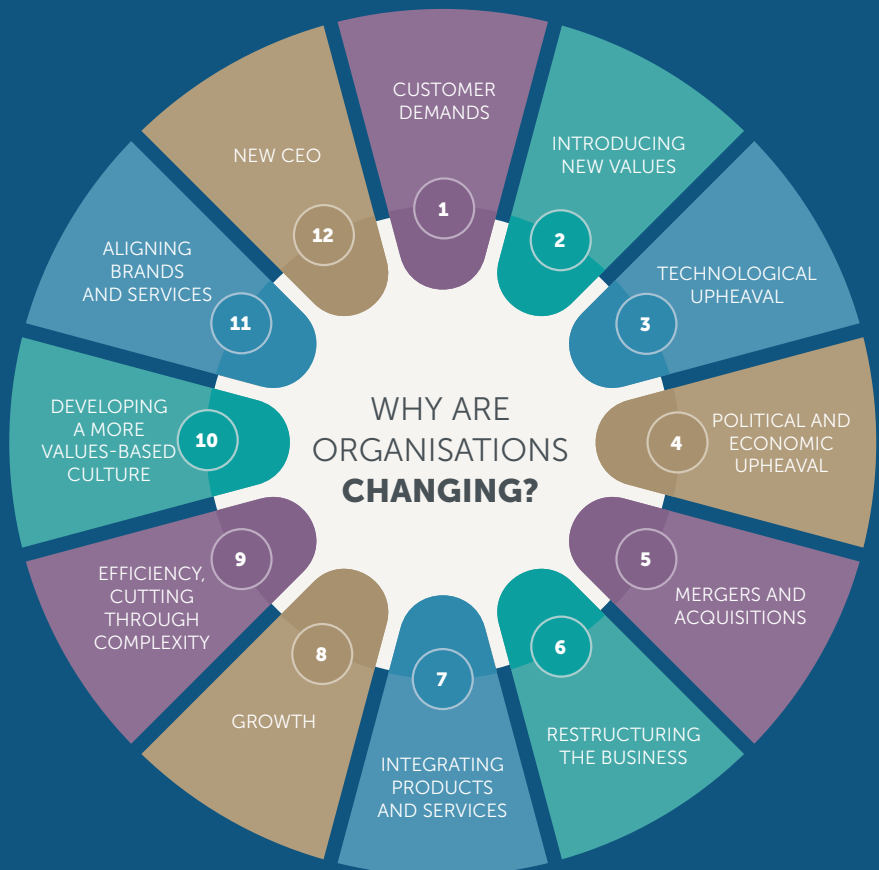 WHY ARE
ORGANISATIONS
CHANGING?
CUSTOMER
DEMANDS
1
INTRODUCING
NEW VALUES
2
TECHNOLOGICAL
UPHEAVAL
3
POLITICAL AND
ECONOMIC
UPHEAVAL
4
MERGERS AND
ACQUISITIONS
5
RESTRUCTURING
THE BUSINESS
6
INTEGRATING
PRODUCTS
AND SERVICES
7
GROWTH
8
EFFICIENCY,
CUTTING
THROUGH
COMPLEXITY
9
DEVELOPING
A MORE
VALUES-BASED
CULTURE
10
ALIGNING
BRANDS
AND SERVICES
11
NEW CEO
12